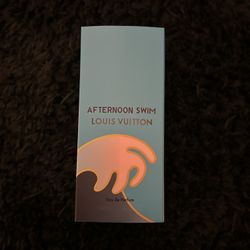 AFTERNOON SWIM
LOUIS VUITTON
Eau de Parfum